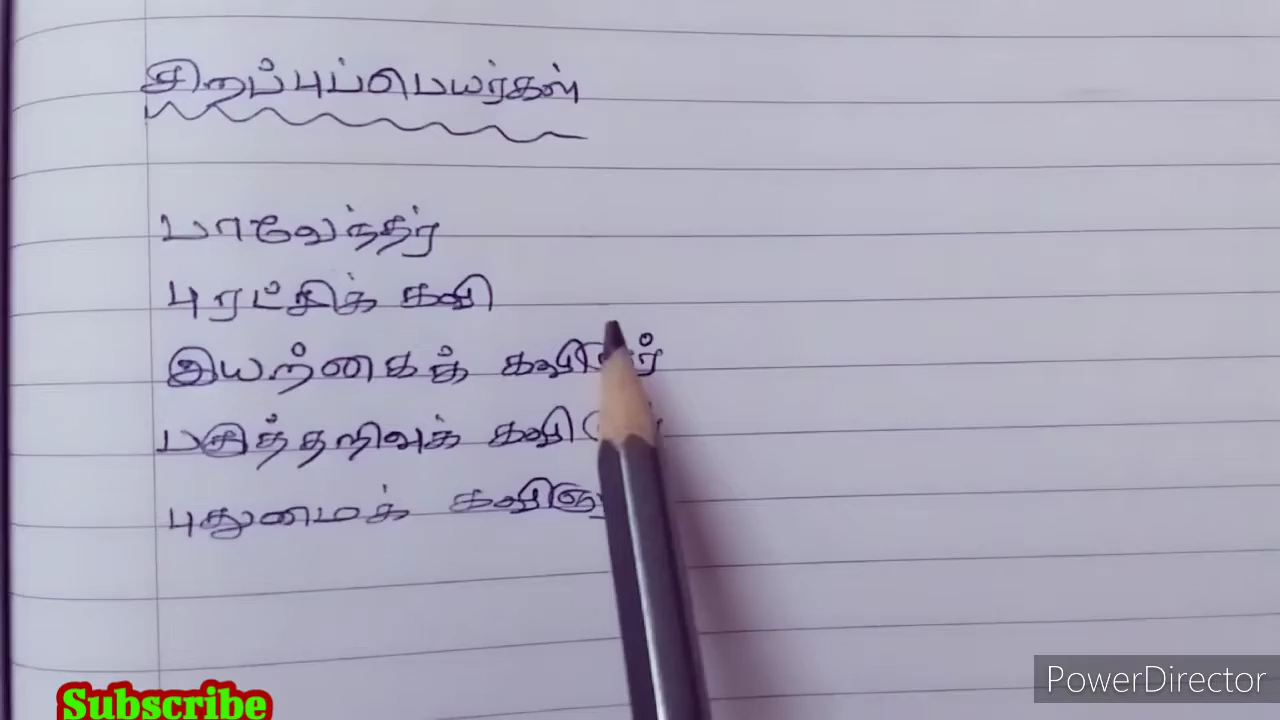 சிறப்புப்பெயர்கள்
பாவேந்தர்
புரட்சிக் கவி
இயற்கைக்
பகுத்தறிவுக்
புதுமைக்
Subscribe
PowerDirector